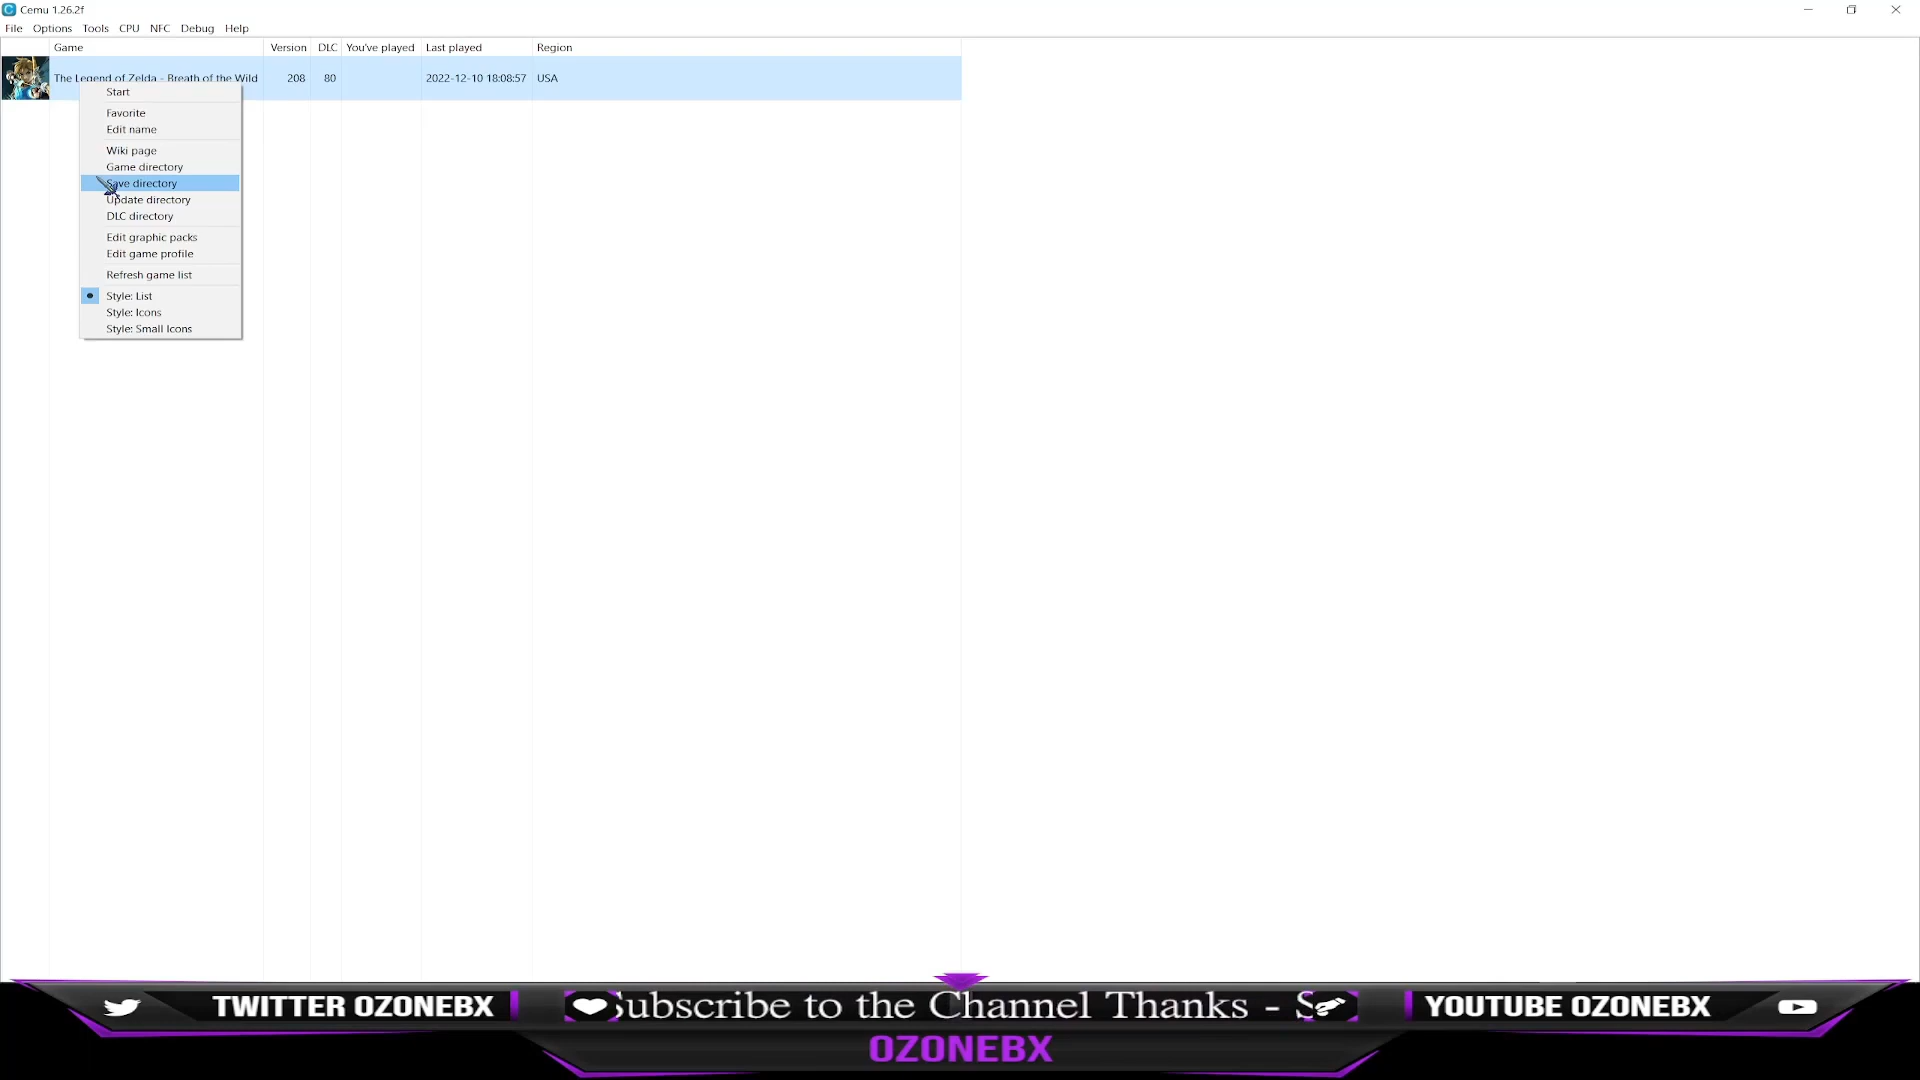 Cemu 1.26.2f
File Options Tools CPU NFC Debug Help
Game Version DLC You've played Last played Region
The Legend of Zelda - Breath of the Wild 208 80 2022-12-10 18:08:57 USA
Start
Favorite
Edit name
Wiki page
Game directory
Save directory
Update directory
DLC directory
Edit graphic packs
Edit game profile
Refresh game list
Style: List
Style: Icons
Style: Small Icons
TWITTER OZONEBX ubscribe to the Channel Thanks - S YOUTUBE OZONEBX
OZONEBX